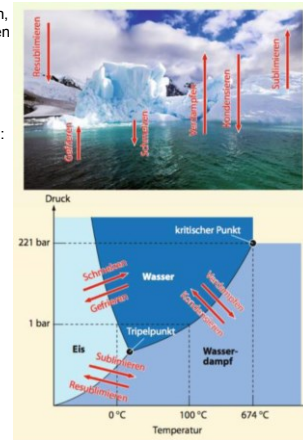 n,
en
:
Resublimieren
Gefrieren
Schmelzen
Verdampfen
Kondensieren
Sublimieren
Druck
kritischer Punkt
221 bar
Schmelzen
Gefrieren
Wasser
Verdampfen
Kondensieren
1 bar
Tripelpunkt
Eis
Sublimieren
Resublimieren
Wasser-
dampf
0 °C
100 °C
674 °C
Temperatur